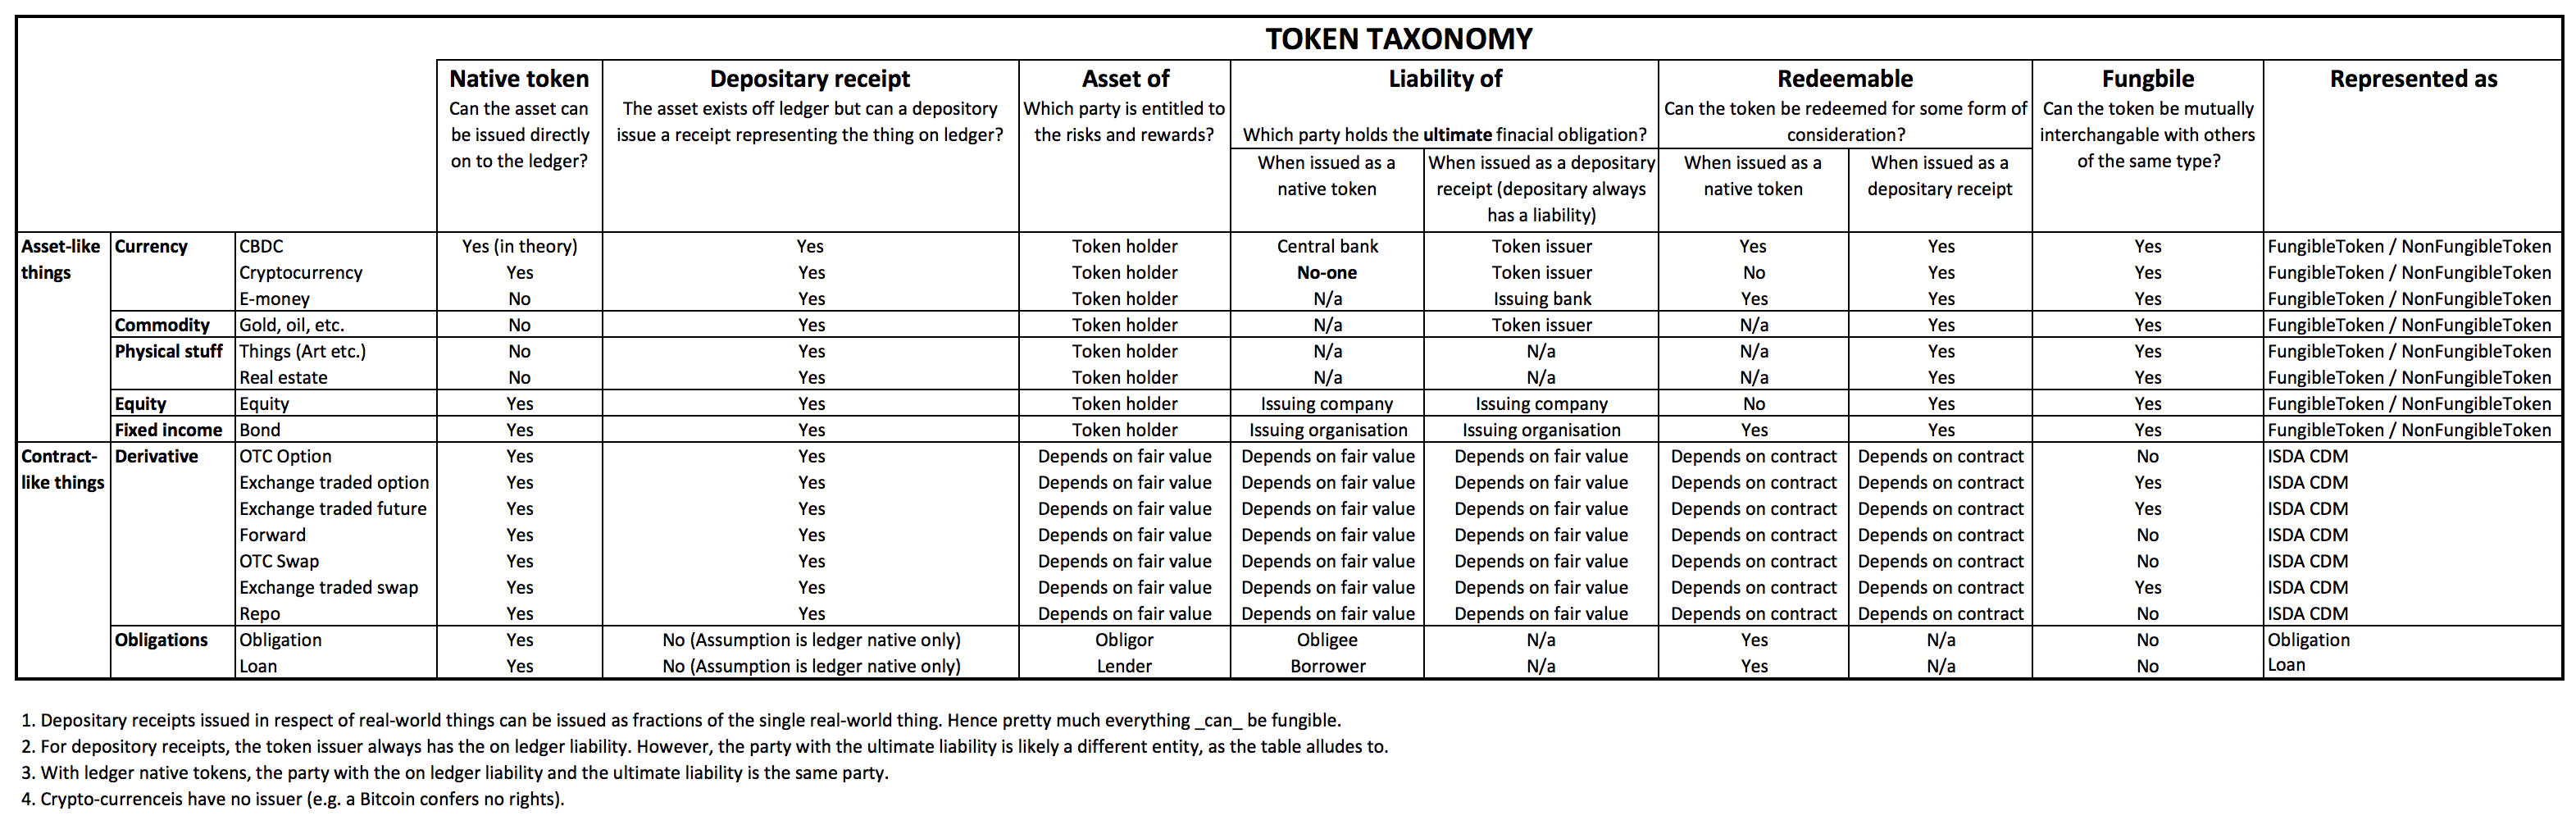 TOKEN TAXONOMY
Native token Depositary receipt Asset of Liability of Redeemable Fungbile Represented as
Can the asset can be issued directly on to the ledger?
The asset exists off ledger but can a depository issue a receipt representing the thing on ledger?
Which party is entitled to the risks and rewards?
Which party holds the ultimate finacial obligation?
Can the token be redeemed for some form of consideration?
Can the token be mutually interchangable with others of the same type?
When issued as a native token
When issued as a depositary receipt (depositary always has a liability)
When issued as a native token
When issued as a depositary receipt
Asset-like things Currency CBDC Yes (in theory) Yes Token holder Central bank Token issuer Yes Yes Yes FungibleToken / NonFungibleToken
Cryptocurrency Yes Yes Token holder No-one Token issuer No Yes Yes FungibleToken / NonFungibleToken
E-money No Yes Token holder N/a Issuing bank Yes Yes Yes FungibleToken / NonFungibleToken
Commodity Gold, oil, etc. No Yes Token holder N/a Token issuer N/a Yes Yes FungibleToken / NonFungibleToken
Physical stuff Things (Art etc.) No Yes Token holder N/a N/a N/a Yes Yes FungibleToken / NonFungibleToken
Real estate No Yes Token holder N/a N/a N/a Yes Yes FungibleToken / NonFungibleToken
Equity Equity Yes Yes Token holder Issuing company Issuing company No Yes Yes FungibleToken / NonFungibleToken
Fixed income Bond Yes Yes Token holder Issuing organisation Issuing organisation Yes Yes Yes FungibleToken / NonFungibleToken
Contract-like things Derivative OTC Option Yes Yes Depends on fair value Depends on fair value Depends on fair value Depends on contract Depends on contract No ISDA CDM
Exchange traded option Yes Yes Depends on fair value Depends on fair value Depends on fair value Depends on contract Depends on contract Yes ISDA CDM
Exchange traded future Yes Yes Depends on fair value Depends on fair value Depends on fair value Depends on contract Depends on contract Yes ISDA CDM
Forward Yes Yes Depends on fair value Depends on fair value Depends on fair value Depends on contract Depends on contract No ISDA CDM
OTC Swap Yes Yes Depends on fair value Depends on fair value Depends on fair value Depends on contract Depends on contract No ISDA CDM
Exchange traded swap Yes Yes Depends on fair value Depends on fair value Depends on fair value Depends on contract Depends on contract Yes ISDA CDM
Repo Yes Yes Depends on fair value Depends on fair value Depends on fair value Depends on contract Depends on contract No ISDA CDM
Obligations Obligation Yes No (Assumption is ledger native only) Obligor Obligee N/a Yes N/a No Obligation
Loan Yes No (Assumption is ledger native only) Lender Borrower N/a Yes N/a No Loan
1. Depositary receipts issued in respect of real-world things can be issued as fractions of the single real-world thing. Hence pretty much everything _can_ be fungible.
2. For depository receipts, the token issuer always has the on ledger liability. However, the party with the ultimate liability is likely a different entity, as the table alludes to.
3. With ledger native tokens, the party with the on ledger liability and the ultimate liability is the same party.
4. Crypto-currenceis have no issuer (e.g. a Bitcoin confers no rights).